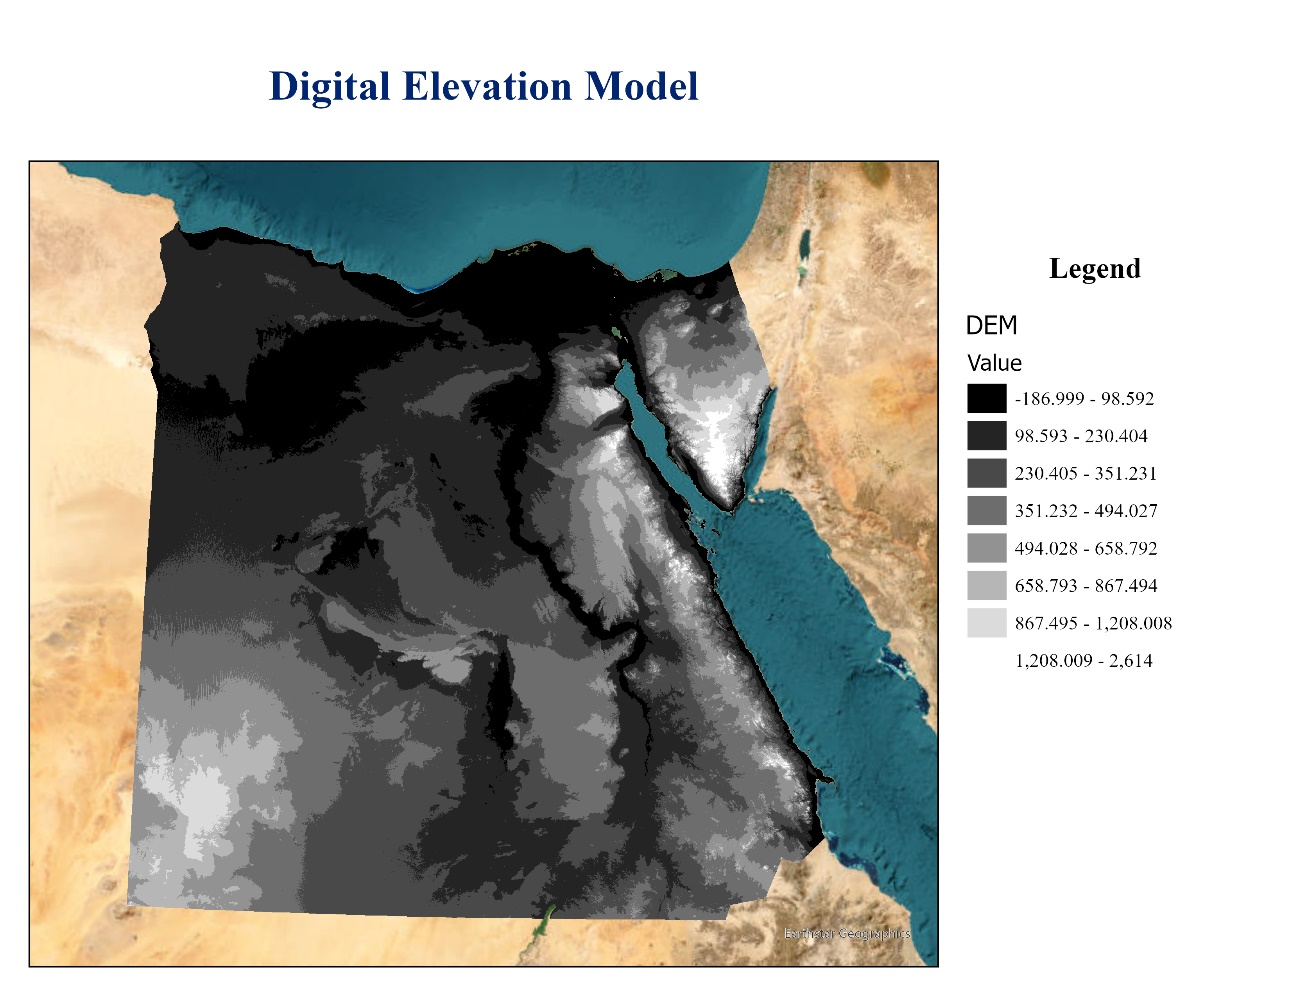 Digital Elevation Model
Legend
DEM
Value
-186.999 - 98.592
98.593 - 230.404
230.405 - 351.231
351.232 - 494.027
494.028 - 658.792
658.793 - 867.494
867.495 - 1,208.008
1,208.009 - 2,614
Earthstar Geographics